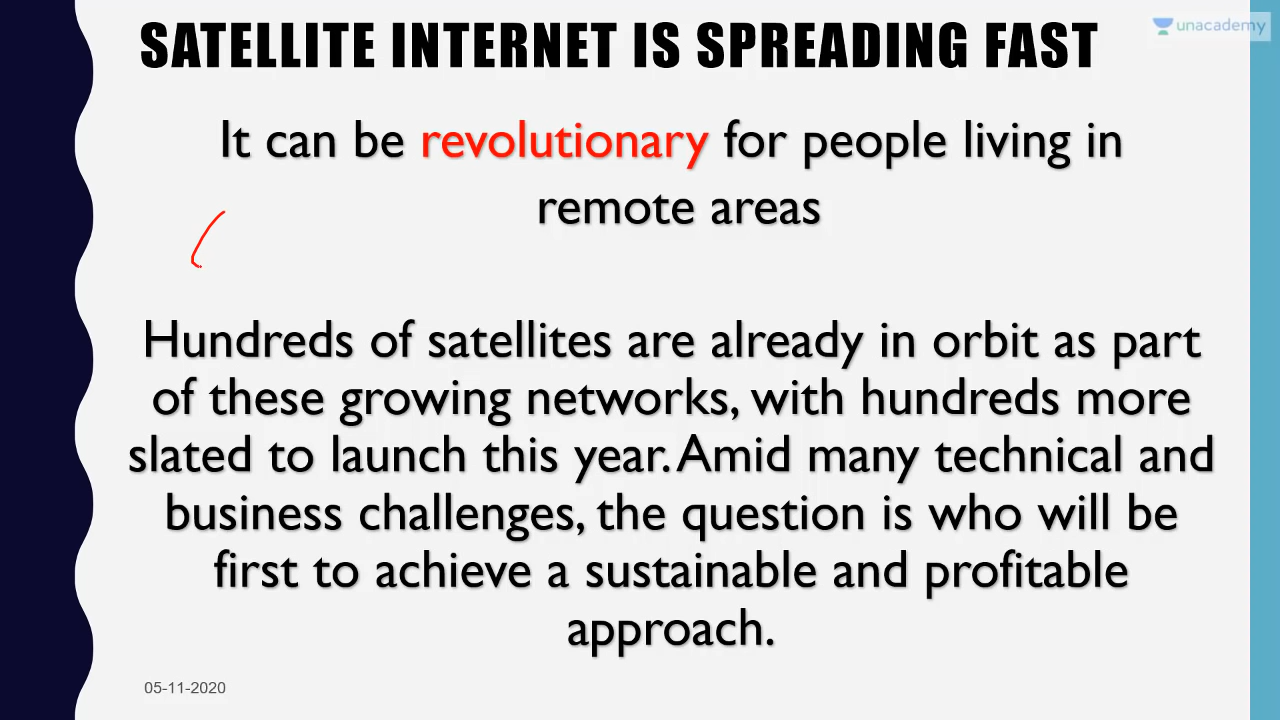 SATELLITE INTERNET IS SPREADING FAST
unacademy
It can be revolutionary for people living in
remote areas
Hundreds of satellites are already in orbit as part
of these growing networks, with hundreds more
slated to launch this year. Amid many technical and
business challenges, the question is who will be
first to achieve a sustainable and profitable
approach.
05-11-2020